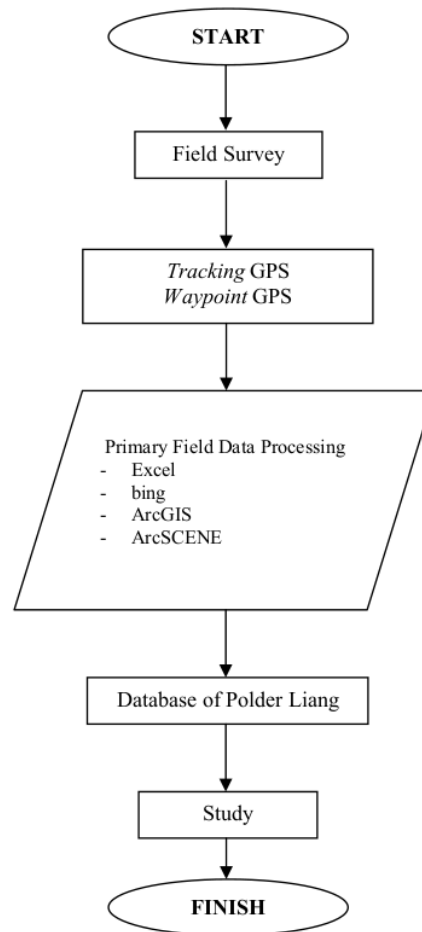 START
Field Survey
Tracking GPS
Waypoint GPS
Primary Field Data Processing
- Excel
- bing
- ArcGIS
- ArcSCENE
Database of Polder Liang
Study
FINISH